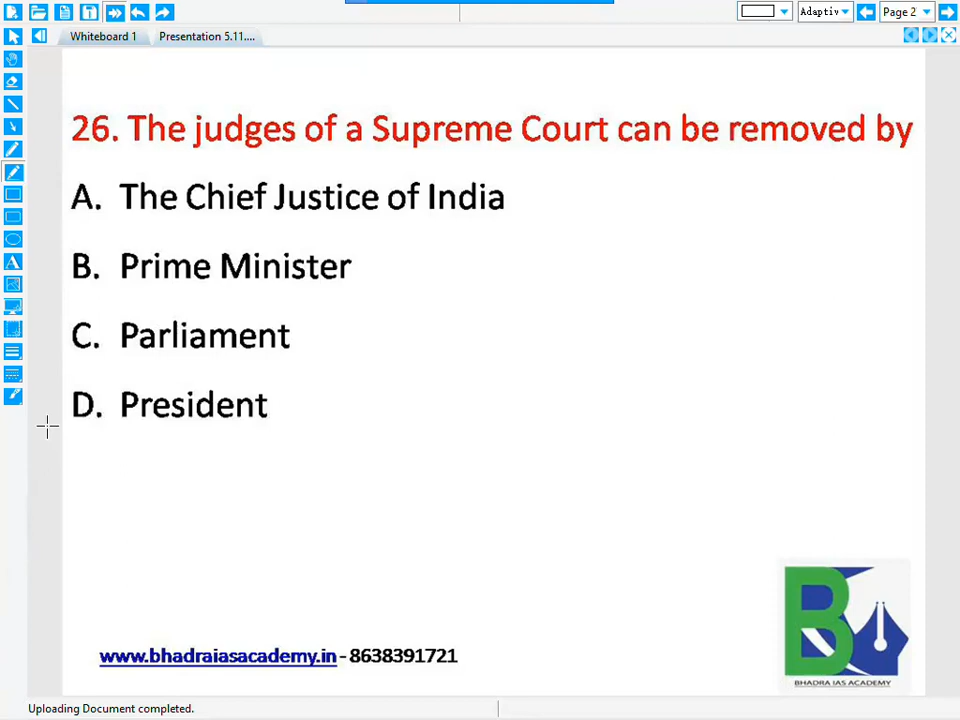 Adaptiv
Page 2
Whiteboard 1
Presentation 5.11....
26. The judges of a Supreme Court can be removed by
A. The Chief Justice of India
B. Prime Minister
C. Parliament
D. President
www.bhadraiasacademy.in - 8638391721
B
BHADRA IAS ACADEMY
Uploading Document completed.